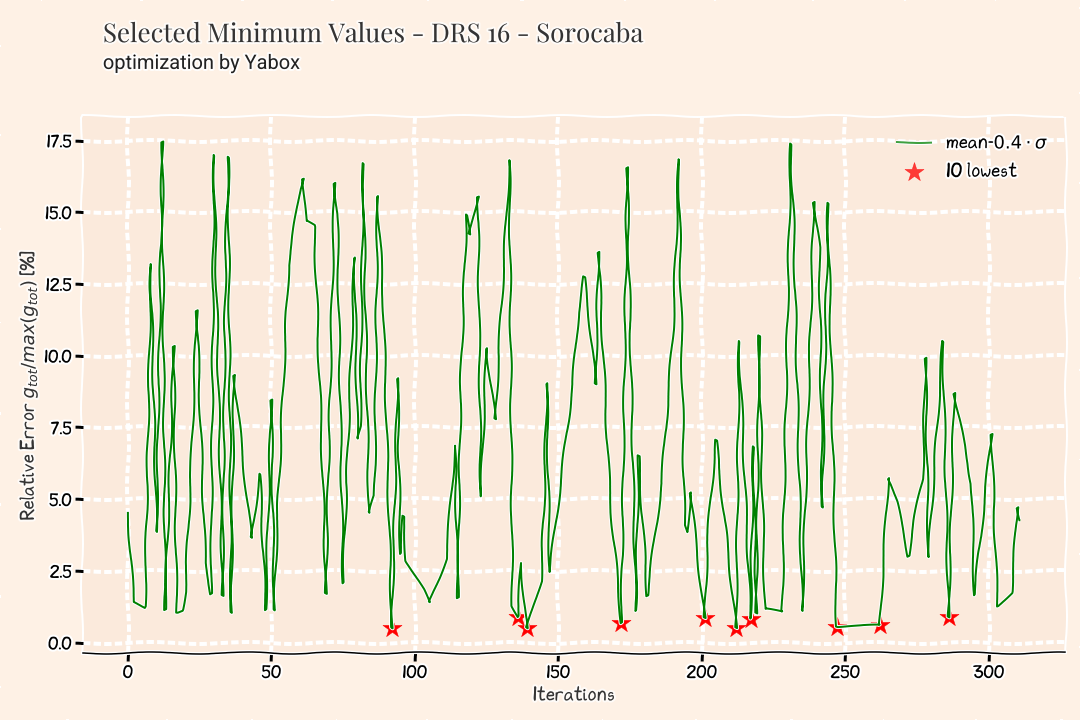 Selected Minimum Values - DRS 16 - Sorocaba
optimization by Yabox
17.5
15.0
12.5
10.0
7.5
5.0
2.5
0.0
Relative Error g_tot/max(g_tot) [%]
mean-0.4 · σ
10 lowest
0 50 100 150 200 250 300
Iterations